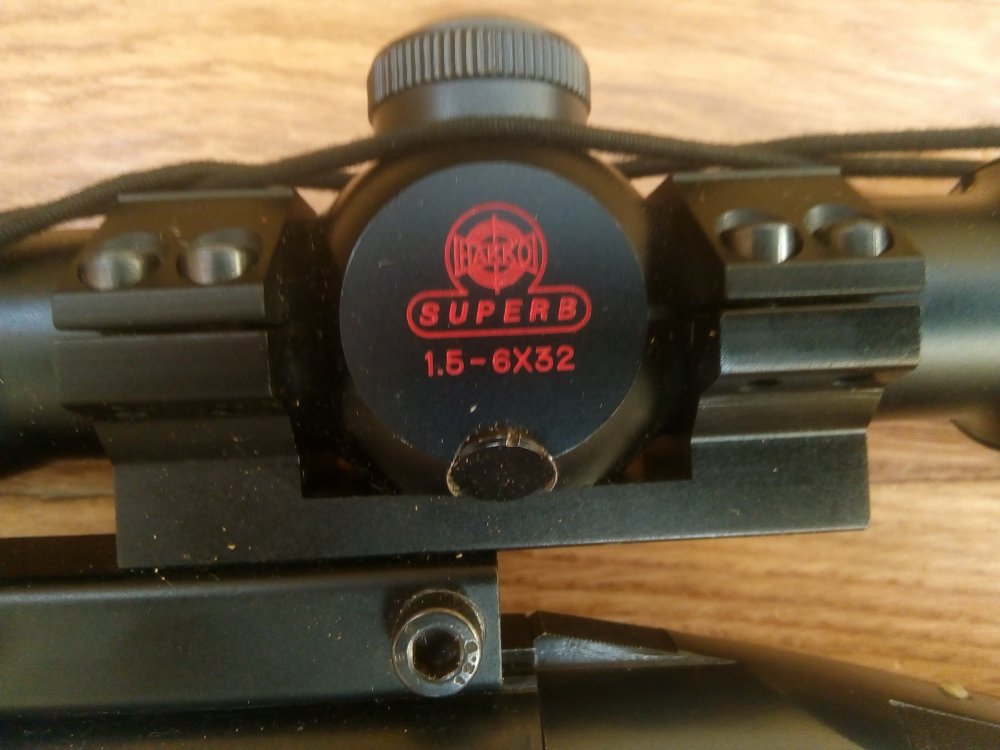 HAKKO
SUPERB
1.5-6X32